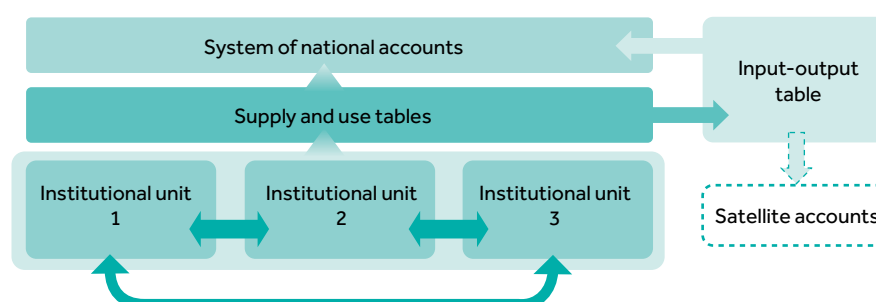 System of national accounts
Input-output
table
Supply and use tables
Institutional unit
1
Institutional unit
2
Institutional unit
3
Satellite accounts